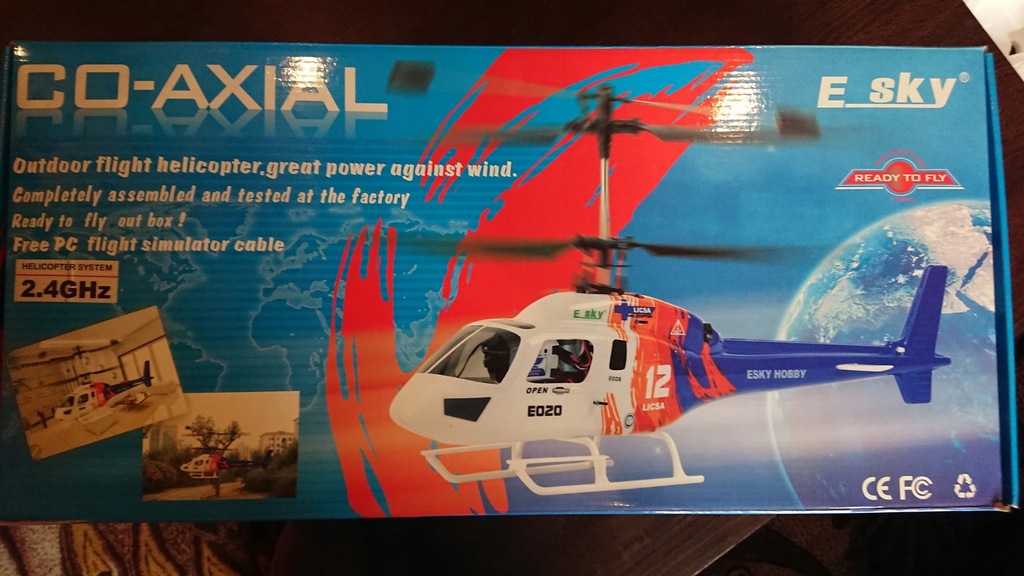 CO-AXIAL
E_sky®
Outdoor flight helicopter,great power against wind.
Completely assembled and tested at the factory
Ready to fly out box!
Free PC flight simulator cable
READY TO FLY
HELICOPTER SYSTEM
2.4GHz
E_sky
LICSA
12
LICSA
2008
OPEN
E020
ESKY HOBBY
CE FC